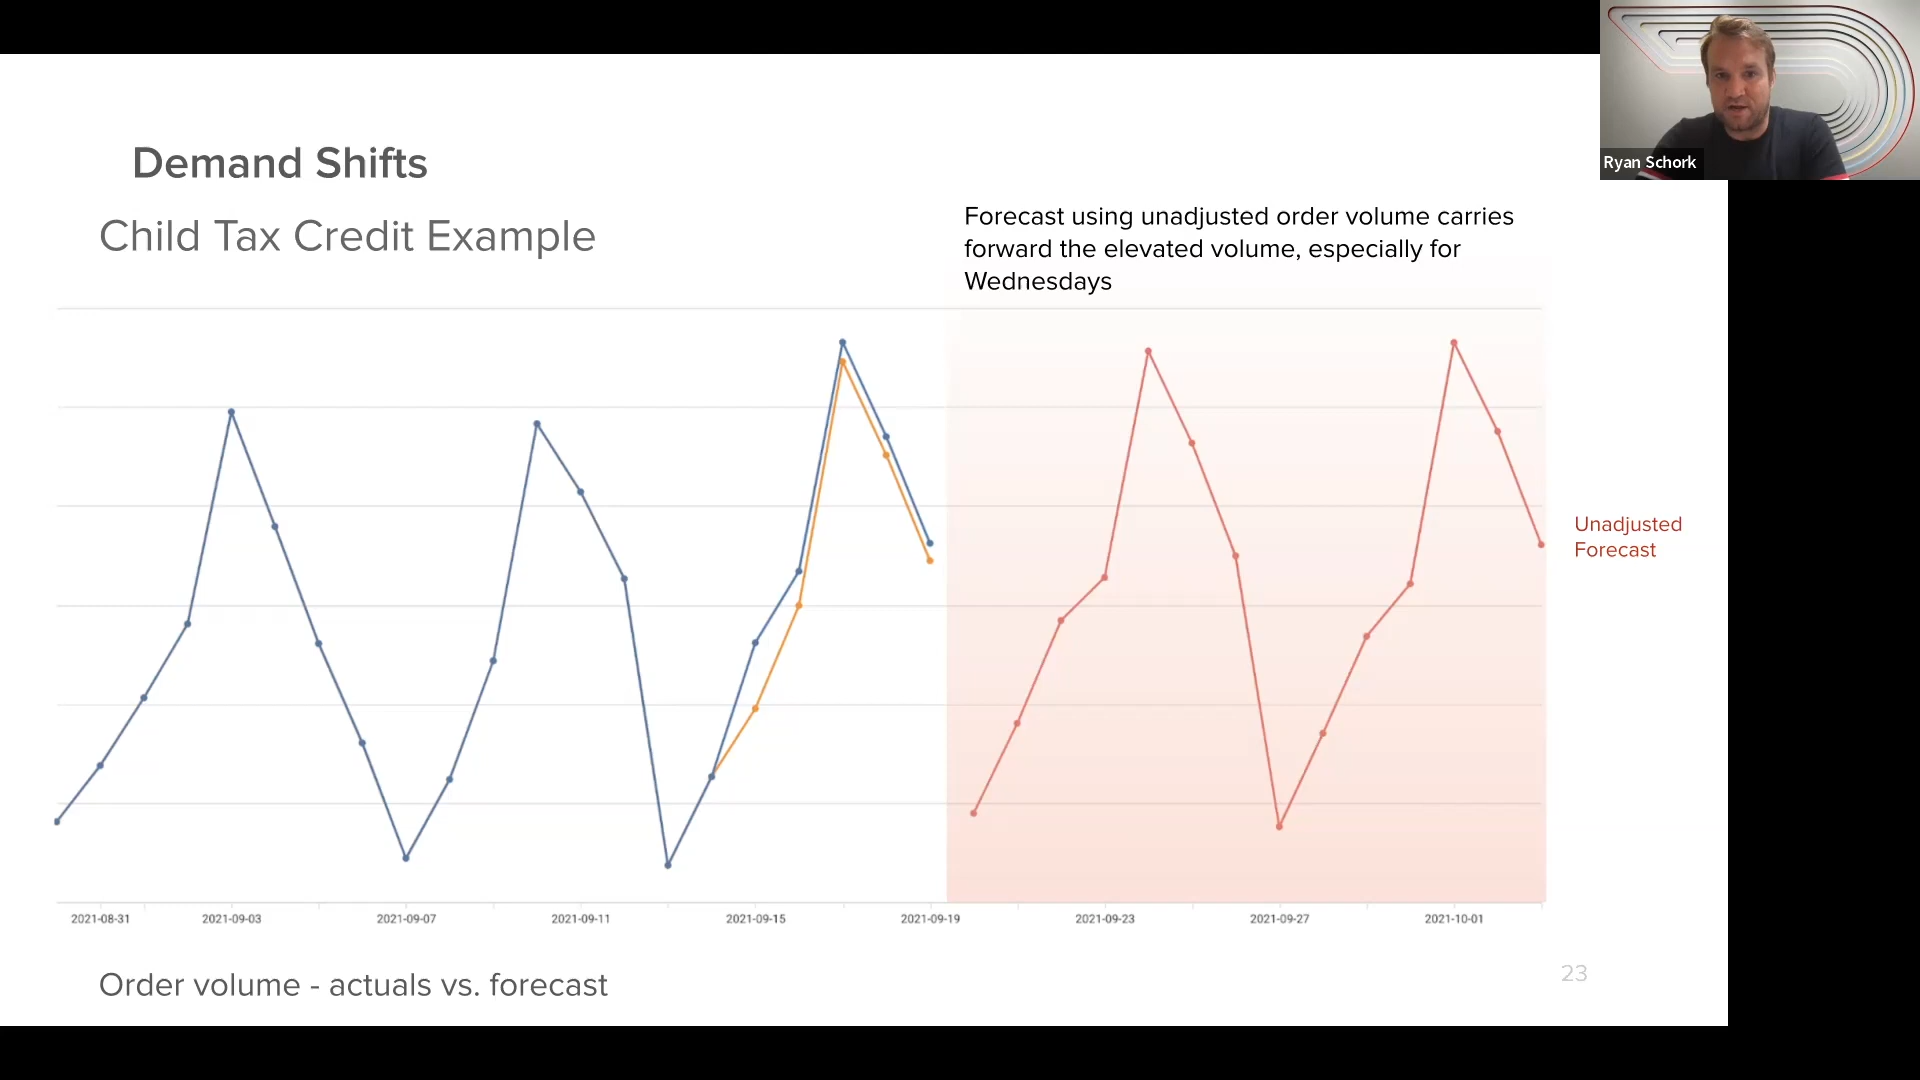 Ryan Schork
Demand Shifts
Child Tax Credit Example
Forecast using unadjusted order volume carries
forward the elevated volume, especially for
Wednesdays
Unadjusted
Forecast
2021-08-31
2021-09-03
2021-09-07
2021-09-11
2021-09-15
2021-09-19
2021-09-23
2021-09-27
2021-10-01
Order volume - actuals vs. forecast
23